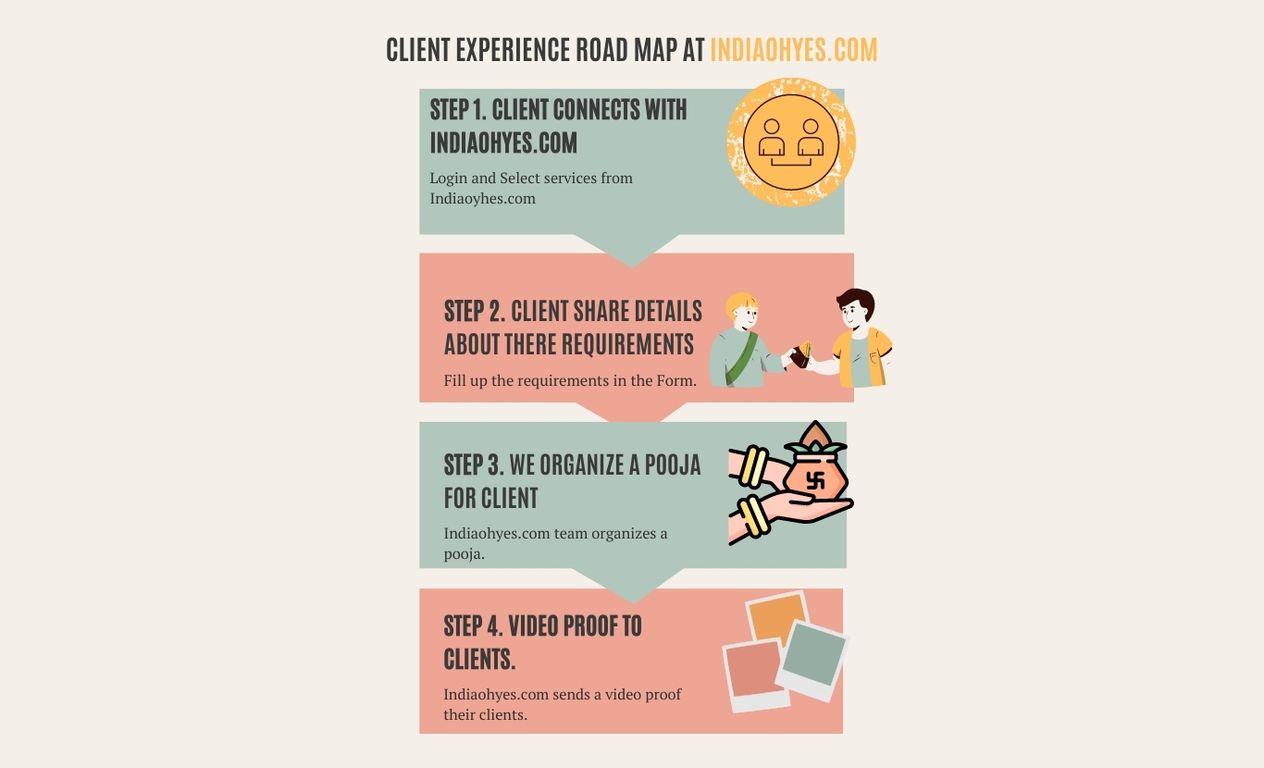 CLIENT EXPERIENCE ROAD MAP AT INDIAOHYES.COM
STEP 1. CLIENT CONNECTS WITH
INDIAOHYES.COM
Login and Select services from
Indiaoyhes.com
STEP 2. CLIENT SHARE DETAILS
ABOUT THERE REQUIREMENTS
Fill up the requirements in the Form.
STEP 3. WE ORGANIZE A POOJA
FOR CLIENT
Indiaohyes.com team organizes a
pooja.
STEP 4. VIDEO PROOF TO
CLIENTS.
Indiaohyes.com sends a video proof
their clients.